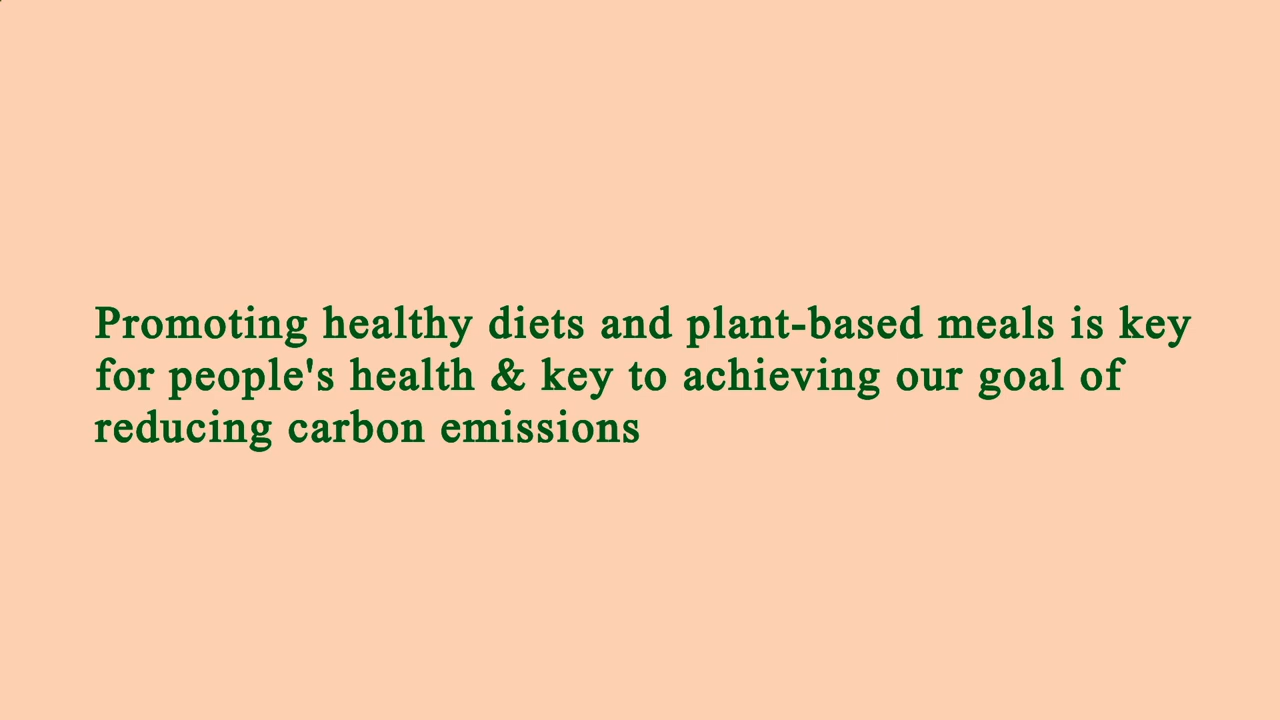 Promoting healthy diets and plant-based meals is key
for people's health & key to achieving our goal of
reducing carbon emissions